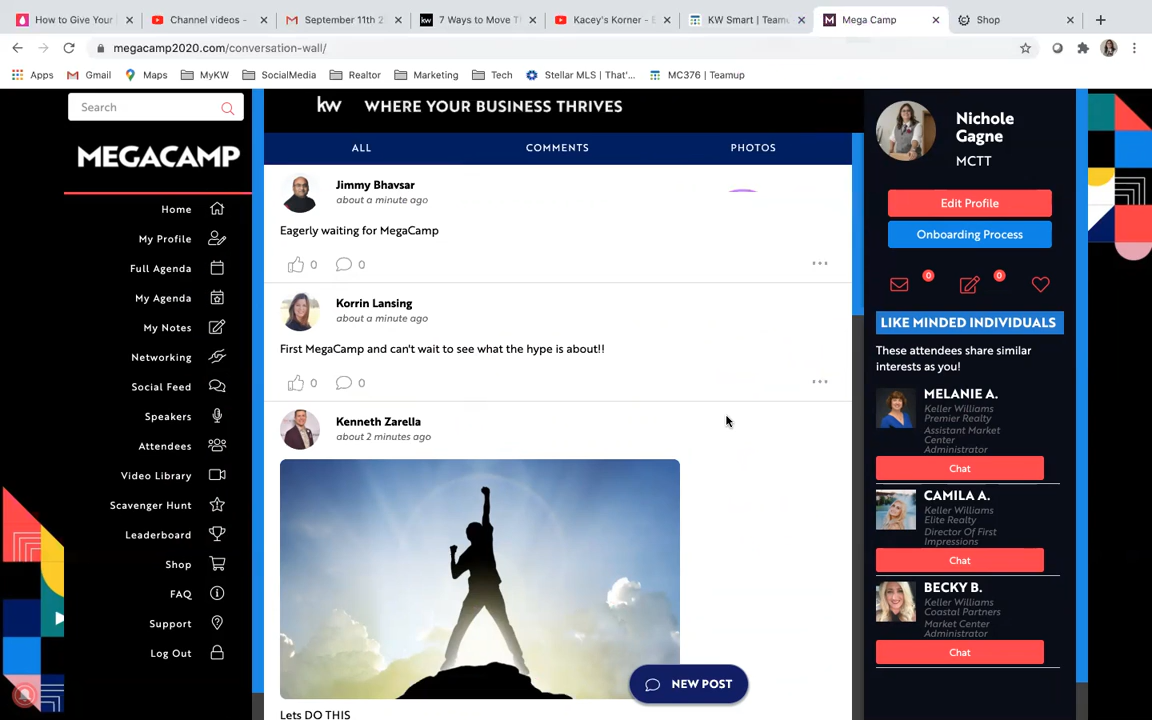 How to Give Your
Channel videos -
September 11th 2
7 Ways to Move T
Kacey's Korner - E
KW Smart | Teamu
Mega Camp
Shop
megacamp2020.com/conversation-wall/
Apps
Gmail
Maps
MyKW
SocialMedia
Realtor
Marketing
Tech
Stellar MLS | That'...
MC376 | Teamup
Search
MEGACAMP
Home
My Profile
Full Agenda
My Agenda
My Notes
Networking
Social Feed
Speakers
Attendees
Video Library
Scavenger Hunt
Leaderboard
Shop
FAQ
Support
Log Out
kw WHERE YOUR BUSINESS THRIVES
ALL COMMENTS PHOTOS
Jimmy Bhavsar
about a minute ago
Eagerly waiting for MegaCamp
0 0
Korrin Lansing
about a minute ago
First MegaCamp and can't wait to see what the hype is about!!
0 0
Kenneth Zarella
about 2 minutes ago
Lets DO THIS
NEW POST
Nichole
Gagne
MCTT
Edit Profile
Onboarding Process
0 0
LIKE MINDED INDIVIDUALS
These attendees share similar
interests as you!
MELANIE A.
Keller Williams
Premier Realty
Assistant Market
Center
Administrator
Chat
CAMILA A.
Keller Williams
Elite Realty
Director Of First
Impressions
Chat
BECKY B.
Keller Williams
Coastal Partners
Market Center
Administrator
Chat